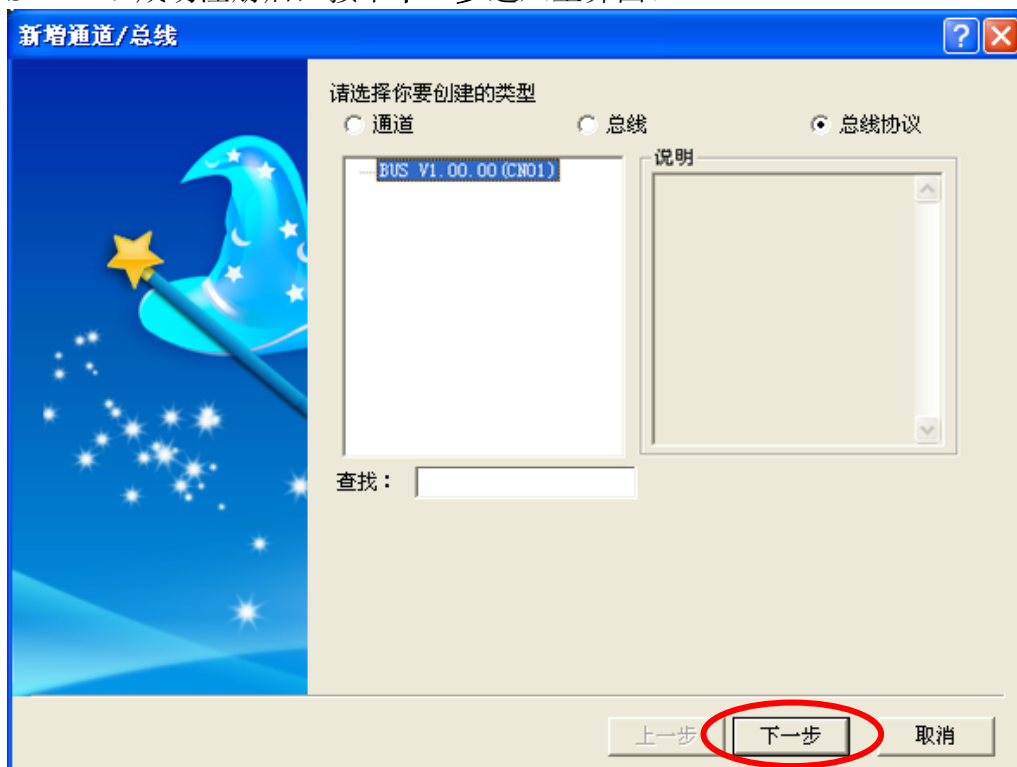 新增通道/总线
请选择你要创建的类型
通道 总线 总线协议
BUS V1.00.00(CNO1)
说明
查找：
上一步 下一步 取消